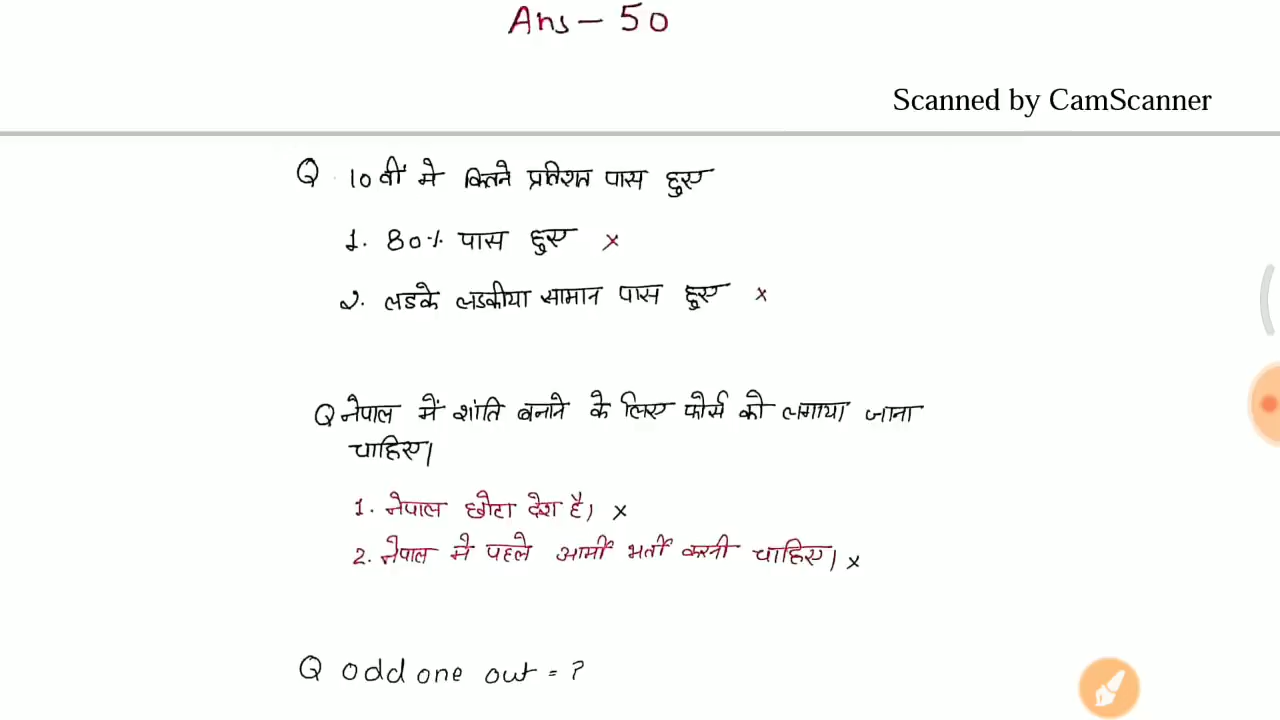 Ans - 50
Scanned by CamScanner
Q 10 वीं मे कितने प्रतिशत पास हुए
1. 80% पास हुए ×
2. लडके लडकीया सामान पास हुए ×
Q नेपाल में शांति बनाने के लिए फोर्स को लगाया जाना
चाहिए।
1. नेपाल छोटा देश है। ×
2. नेपाल मे पहले आर्मी भर्ती करनी चाहिए। ×
Q odd one out = ?